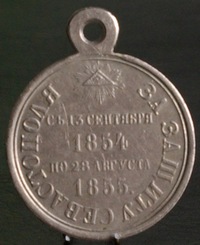 ЗА ЗАЩИТУ СЕВАСТОПОЛЯ
СЪ 13 СЕНТЯБРЯ
1854
ПО 28 АВГУСТА
1855.